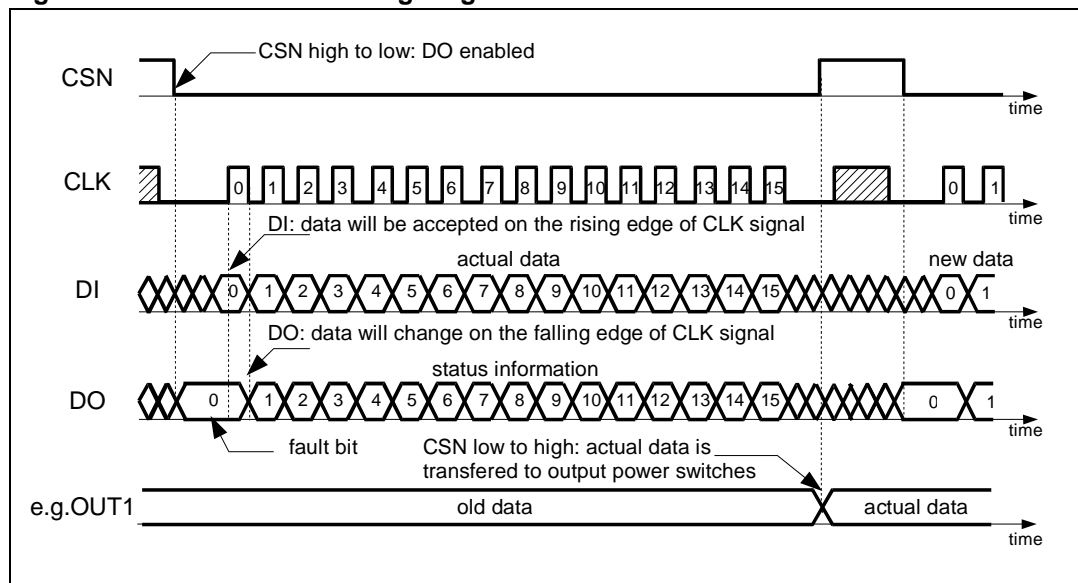 CSN high to low: DO enabled
CSN
time
CLK
0 1 2 3 4 5 6 7 8 9 10 11 12 13 14 15 0 1
time
DI: data will be accepted on the rising edge of CLK signal
actual data
new data
DI
0 1 2 3 4 5 6 7 8 9 10 11 12 13 14 15 0 1
time
DO: data will change on the falling edge of CLK signal
status information
DO
0 1 2 3 4 5 6 7 8 9 10 11 12 13 14 15 0 1
time
fault bit
CSN low to high: actual data is
transfered to output power switches
e.g.OUT1
old data
actual data
time